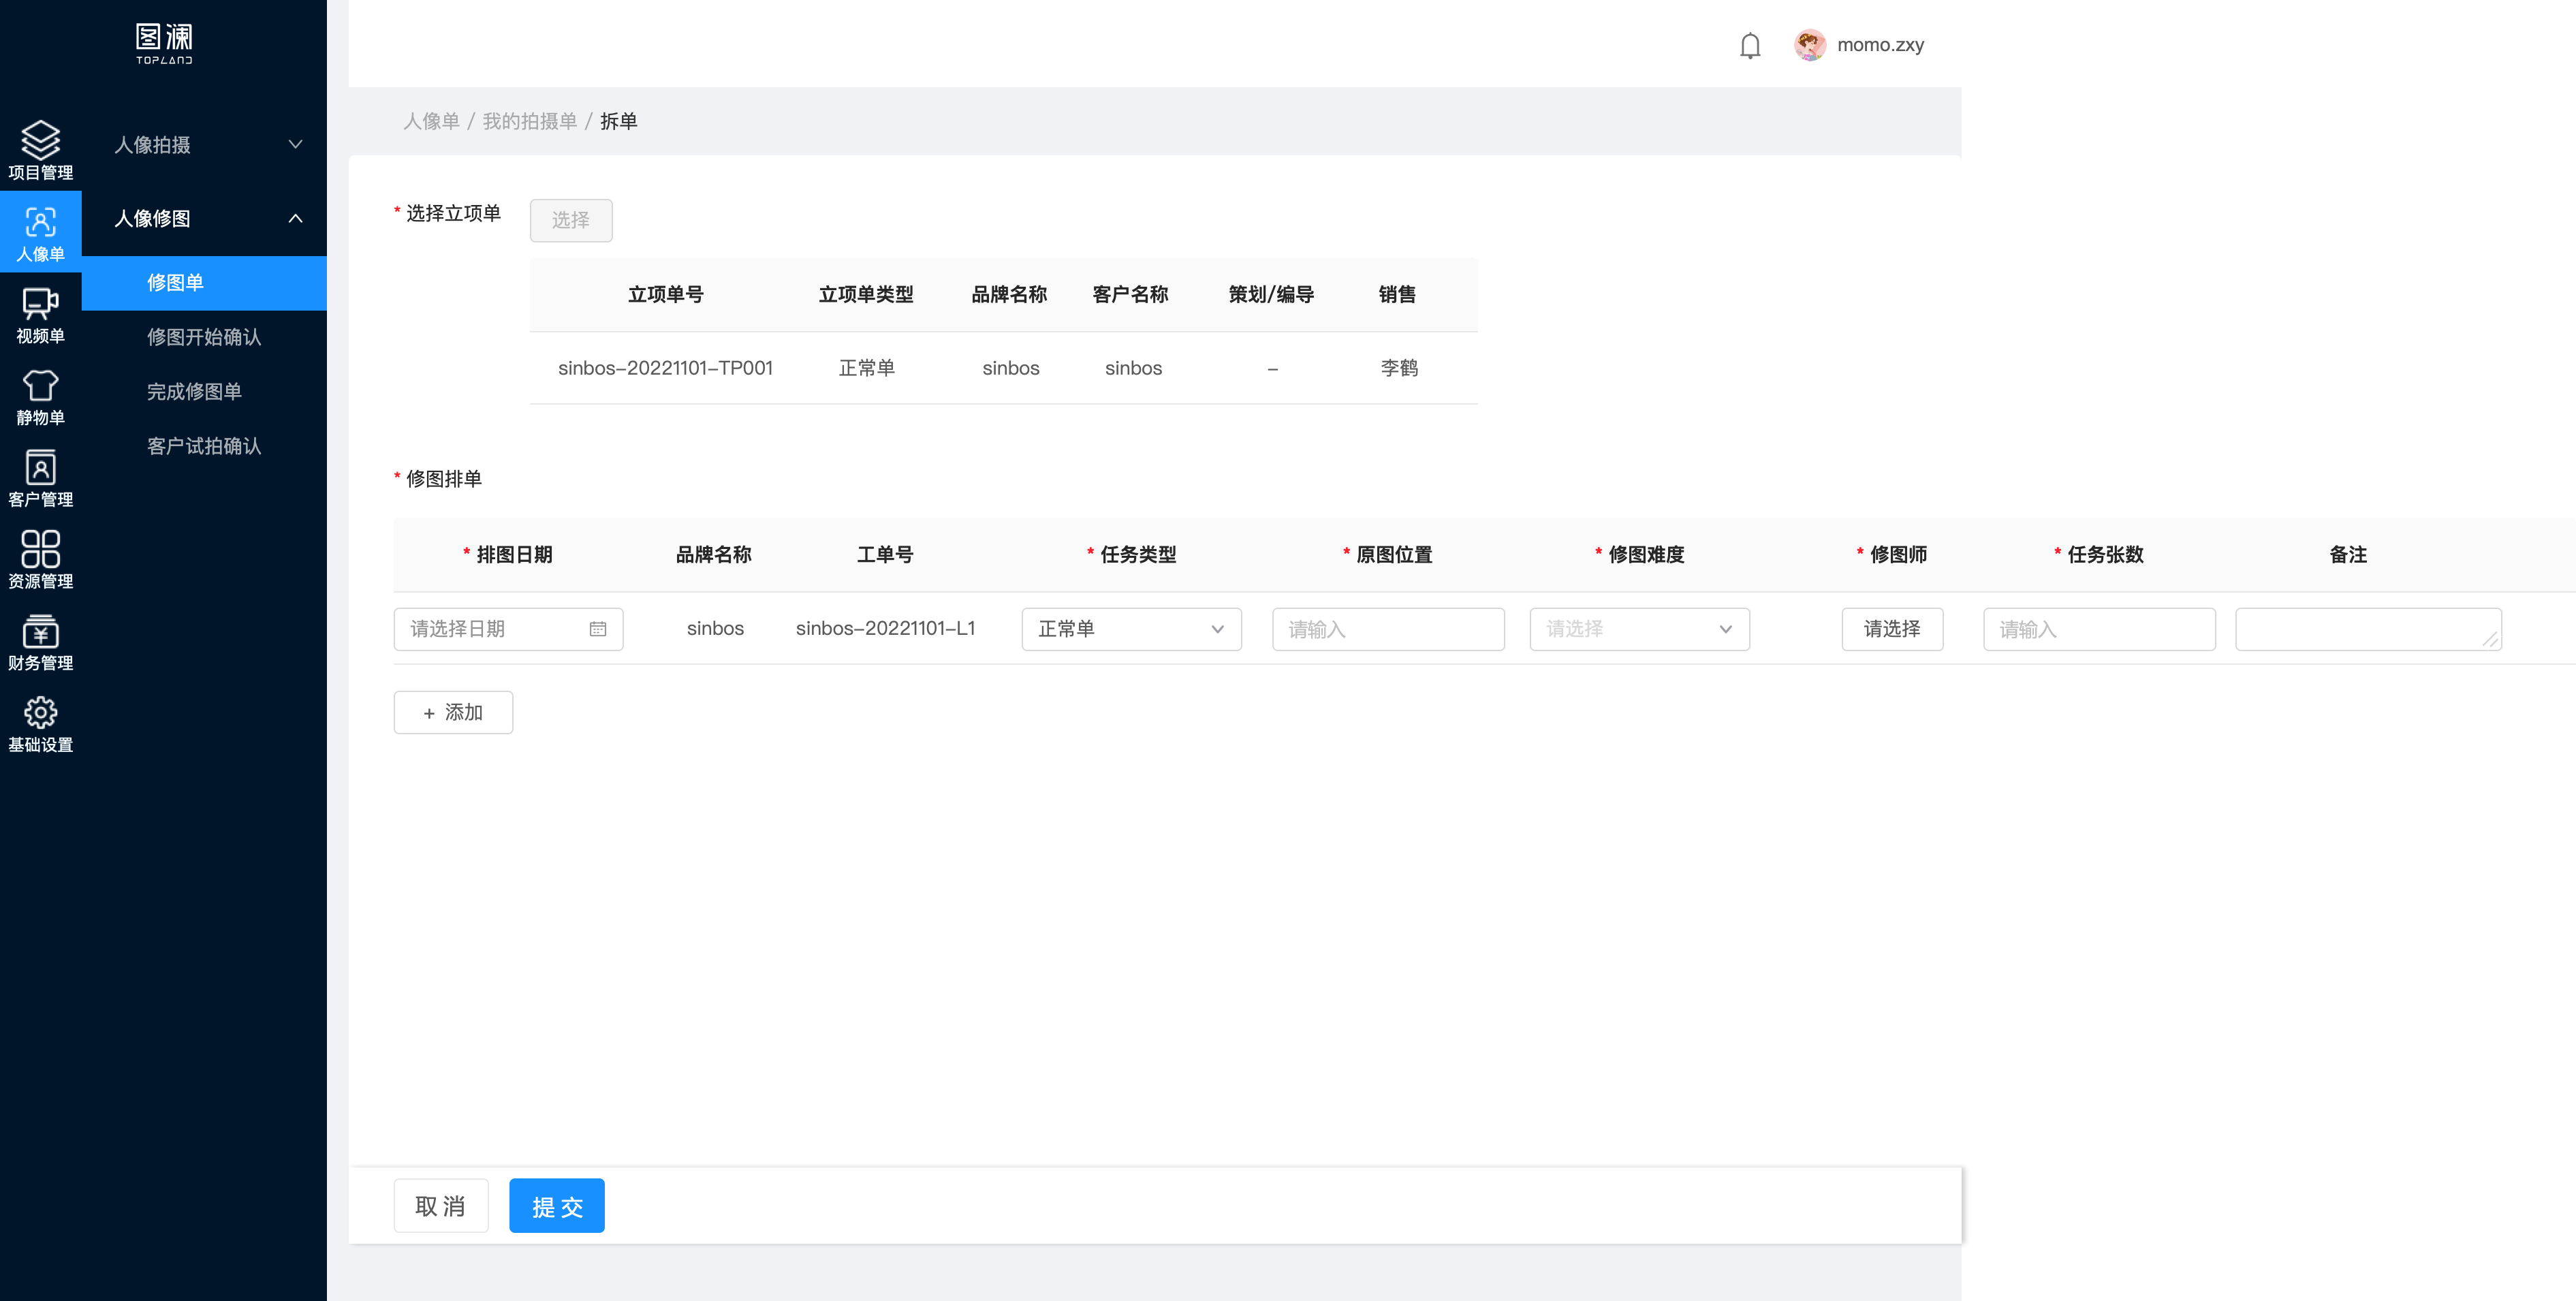 图澜
TOPLAND
momo.zxy
人像单 / 我的拍摄单 / 拆单
项目管理
人像单
视频单
静物单
客户管理
资源管理
财务管理
基础设置
人像拍摄
人像修图
修图单
修图开始确认
完成修图单
客户试拍确认
* 选择立项单 选择
立项单号 立项单类型 品牌名称 客户名称 策划/编导 销售
sinbos-20221101-TP001 正常单 sinbos sinbos – 李鹤
* 修图排单
* 排图日期 品牌名称 工单号 * 任务类型 * 原图位置 * 修图难度 * 修图师 * 任务张数 备注
请选择日期 sinbos sinbos-20221101-L1 正常单 请输入 请选择 请选择 请输入
+ 添加
取 消 提 交